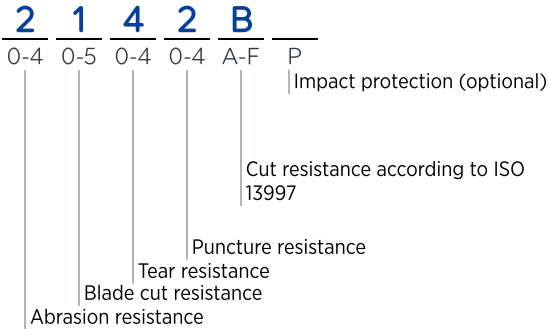 2 1 4 2 B
0-4 0-5 0-4 0-4 A-F P
Impact protection (optional)
Cut resistance according to ISO
13997
Puncture resistance
Tear resistance
Blade cut resistance
Abrasion resistance